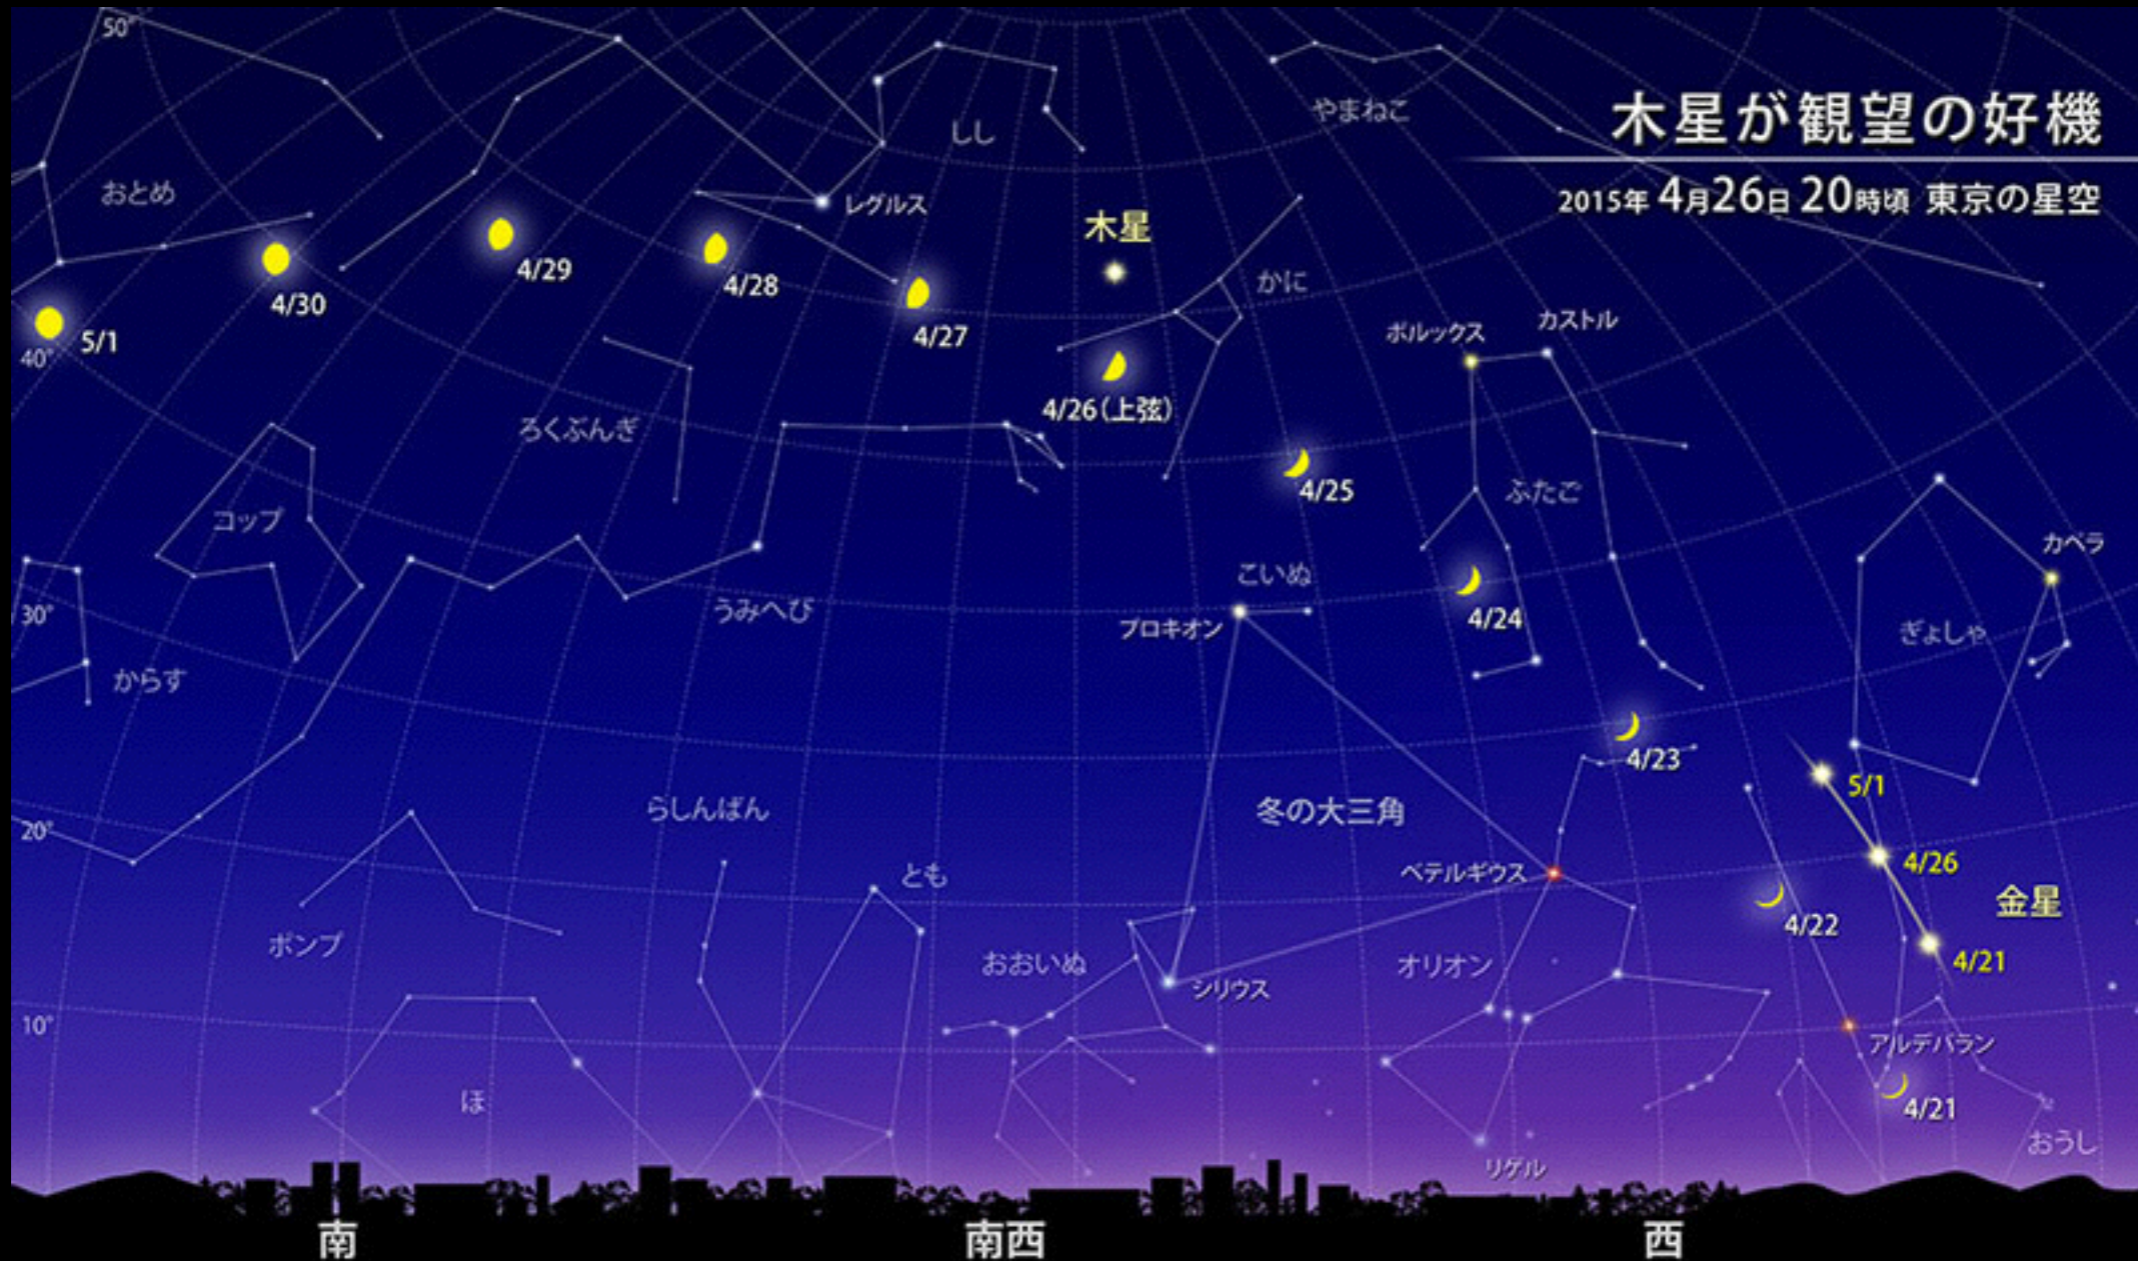 50°
やまねこ
木星が観望の好機
しし
おとめ
レグルス
2015年 4月26日 20時頃 東京の星空
木星
4/30
4/29
4/28
かに
5/1
4/27
ポルックス
カストル
40°
4/26(上弦)
ろくぶんぎ
4/25
ふたご
コップ
カペラ
こいぬ
30°
うみへび
プロキオン
4/24
ぎょしゃ
からす
4/23
5/1
らしんばん
冬の大三角
20°
とも
ベテルギウス
4/26
金星
4/22
ポンプ
おおいぬ
オリオン
4/21
シリウス
10°
アルデバラン
ほ
4/21
おうし
リゲル
南
南西
西